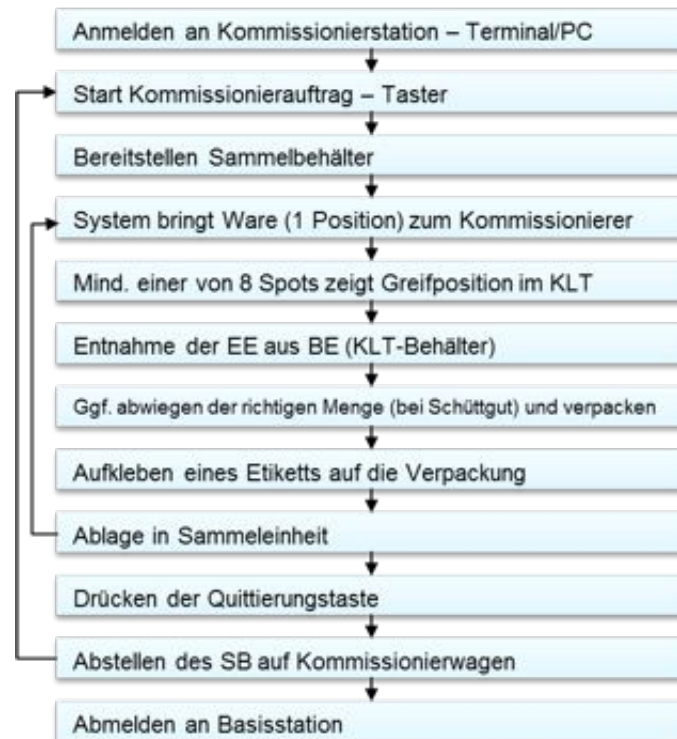 Anmelden an Kommissionierstation – Terminal/PC
Start Kommissionierauftrag – Taster
Bereitstellen Sammelbehälter
System bringt Ware (1 Position) zum Kommissionierer
Mind. einer von 8 Spots zeigt Greifposition im KLT
Entnahme der EE aus BE (KLT-Behälter)
Ggf. abwiegen der richtigen Menge (bei Schüttgut) und verpacken
Aufkleben eines Etiketts auf die Verpackung
Ablage in Sammeleinheit
Drücken der Quittierungstaste
Abstellen des SB auf Kommissionierwagen
Abmelden an Basisstation